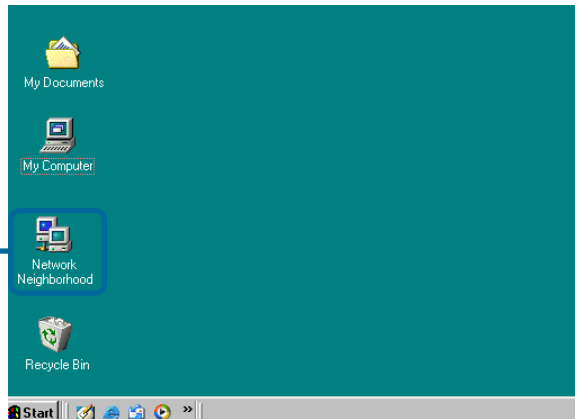 My Documents
My Computer
Network
Neighborhood
Recycle Bin
Start